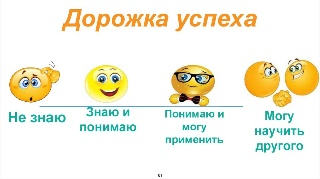 Дорожка успеха
Не знаю
Знаю и
понимаю
Понимаю и
могу
применить
Могу
научить
другого